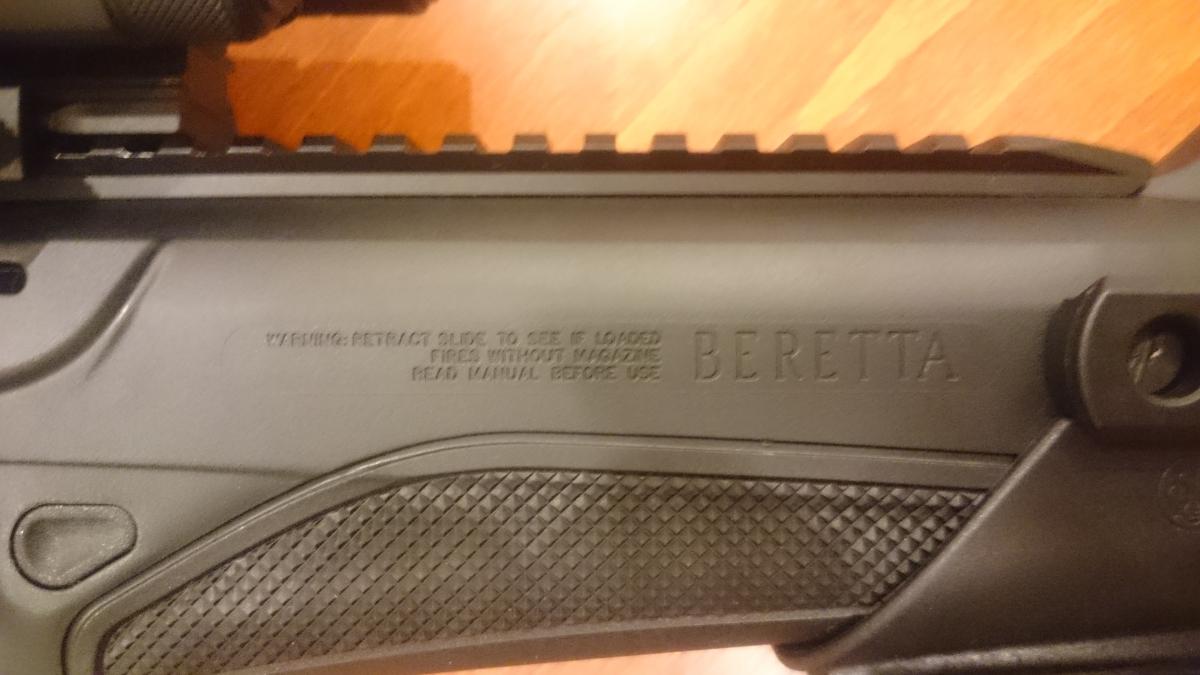 WARNING: RETRACT SLIDE TO SEE IF LOADED
FIRES WITHOUT MAGAZINE
READ MANUAL BEFORE USE
BERETTA